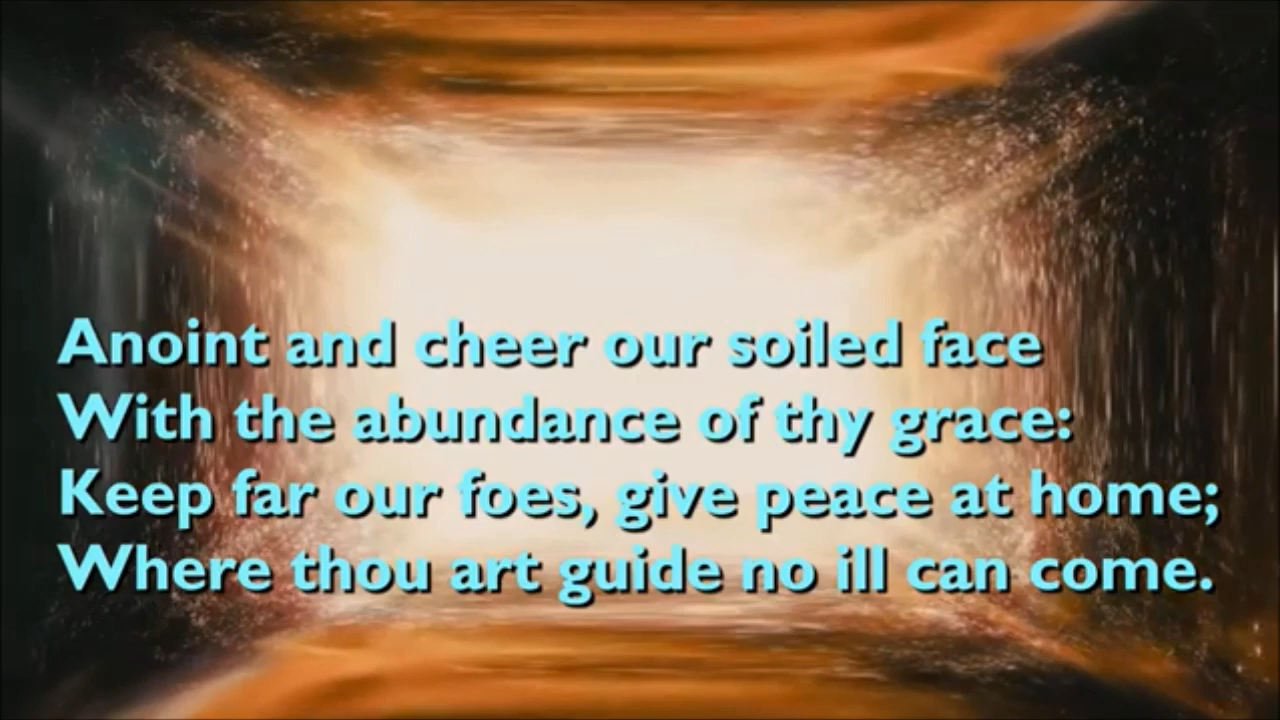 Anoint and cheer our soiled face
With the abundance of thy grace:
Keep far our foes, give peace at home;
Where thou art guide no ill can come.